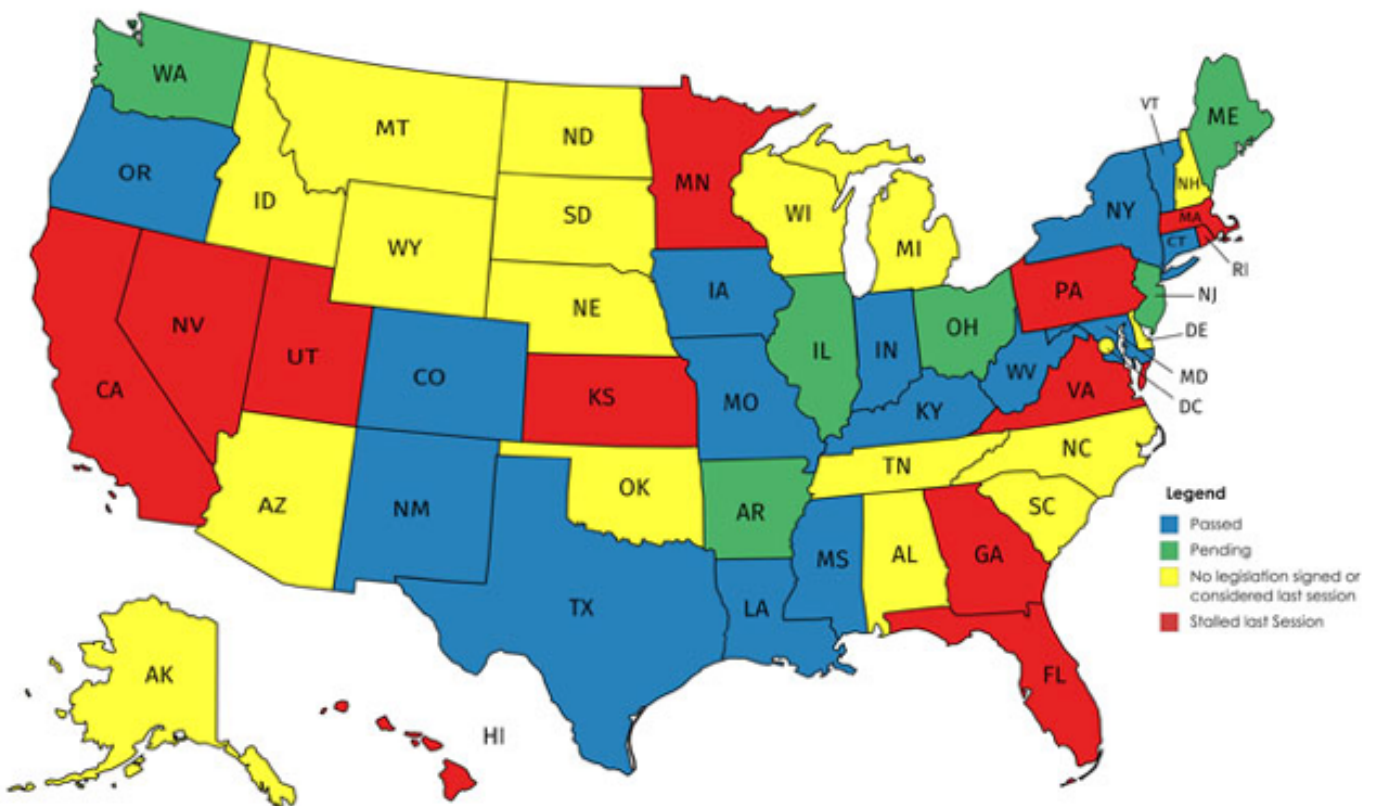 WA
MT
ND
MN
VT
ME
OR
ID
SD
WI
NH
WY
MI
NY
MA
CT
RI
NE
IA
PA
NJ
NV
UT
CO
IL
IN
OH
DE
CA
KS
MO
WV
VA
MD
DC
KY
TN
NC
AZ
NM
OK
AR
SC
MS
AL
GA
TX
LA
Legend
Passed
Pending
No legislation signed or
considered last session
Stalled last Session
AK
HI
FL